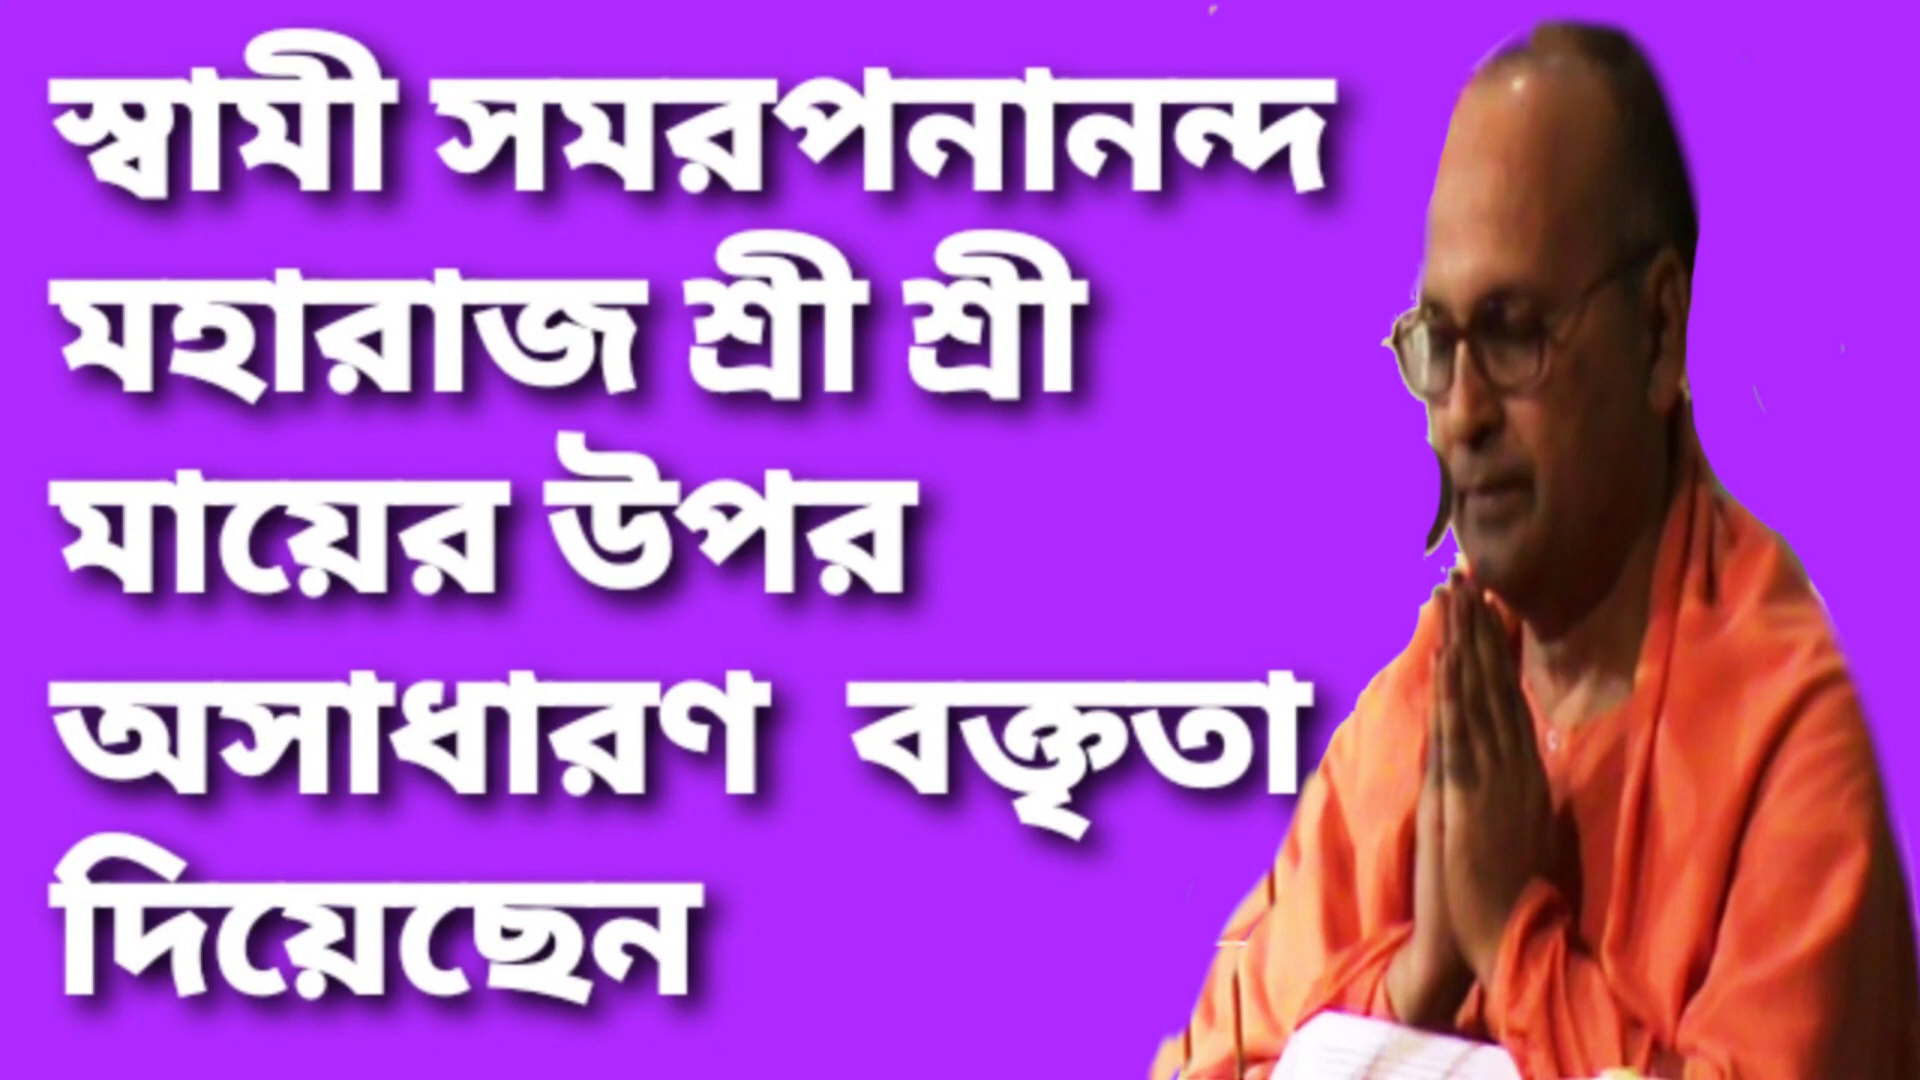 স্বামী সমরপনানন্দ
মহারাজ শ্রী শ্রী
মায়ের উপর
অসাধারণ বক্তৃতা
দিয়েছেন